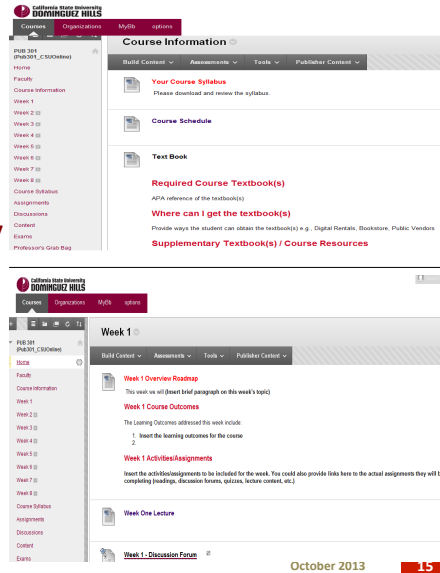 California State University
DOMINGUEZ HILLS
Courses Organizations MyBb options
PUB 301
(Pub301_CSUOnline)
Home
Faculty
Course Information
Week 1
Week 2
Week 3
Week 4
Week 5
Week 6
Week 7
Week 8
Course Syllabus
Assignments
Discussions
Content
Exams
Professor's Grab Bag
Course Information
Build Content Assessments Tools Publisher Content
Your Course Syllabus
Please download and review the syllabus.
Course Schedule
Text Book
Required Course Textbook(s)
APA reference of the textbook(s)
Where can I get the textbook(s)
Provide ways the student can obtain the textbook(s) e.g., Digital Rentals, Bookstore, Public Vendors
Supplementary Textbook(s) / Course Resources
California State University
DOMINGUEZ HILLS
Courses Organizations MyBb options
PUB 301
(Pub301_CSUOnline)
Home
Faculty
Course Information
Week 1
Week 2
Week 3
Week 4
Week 5
Week 6
Week 7
Week 8
Course Syllabus
Assignments
Discussions
Content
Exams
Week 1
Build Content Assessments Tools Publisher Content
Week 1 Overview Roadmap
This week we will (Insert brief paragraph on this week's topic)
Week 1 Course Outcomes
The Learning Outcomes addressed this week include:
1. Insert the learning outcomes for the course
2.
Week 1 Activities/Assignments
Insert the activities/assignments to be included for the week. You could also provide links here to the actual assignments they will b
completing (readings, discussion forums, quizzes, lecture content, etc.)
Week One Lecture
Week 1 - Discussion Forum
October 2013 15